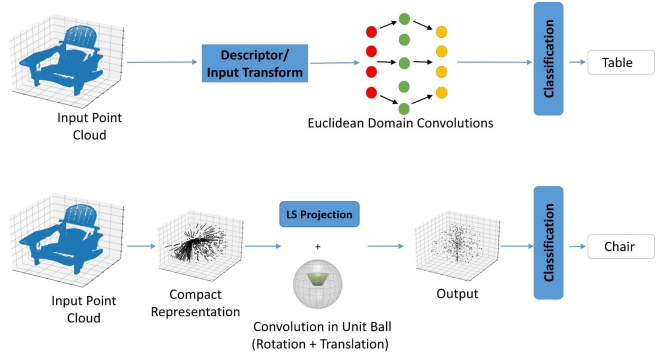 Descriptor/
Input Transform
Classification
Table
Input Point
Cloud
Euclidean Domain Convolutions
LS Projection
+
Classification
Chair
Input Point
Cloud
Compact
Representation
Convolution in Unit Ball
(Rotation + Translation)
Output